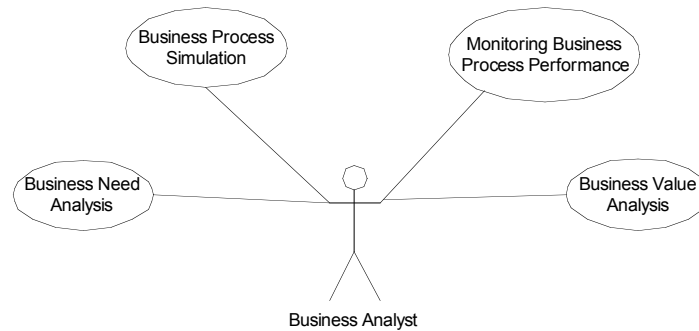 Business Process
Simulation
Monitoring Business
Process Performance
Business Need
Analysis
Business Value
Analysis
Business Analyst